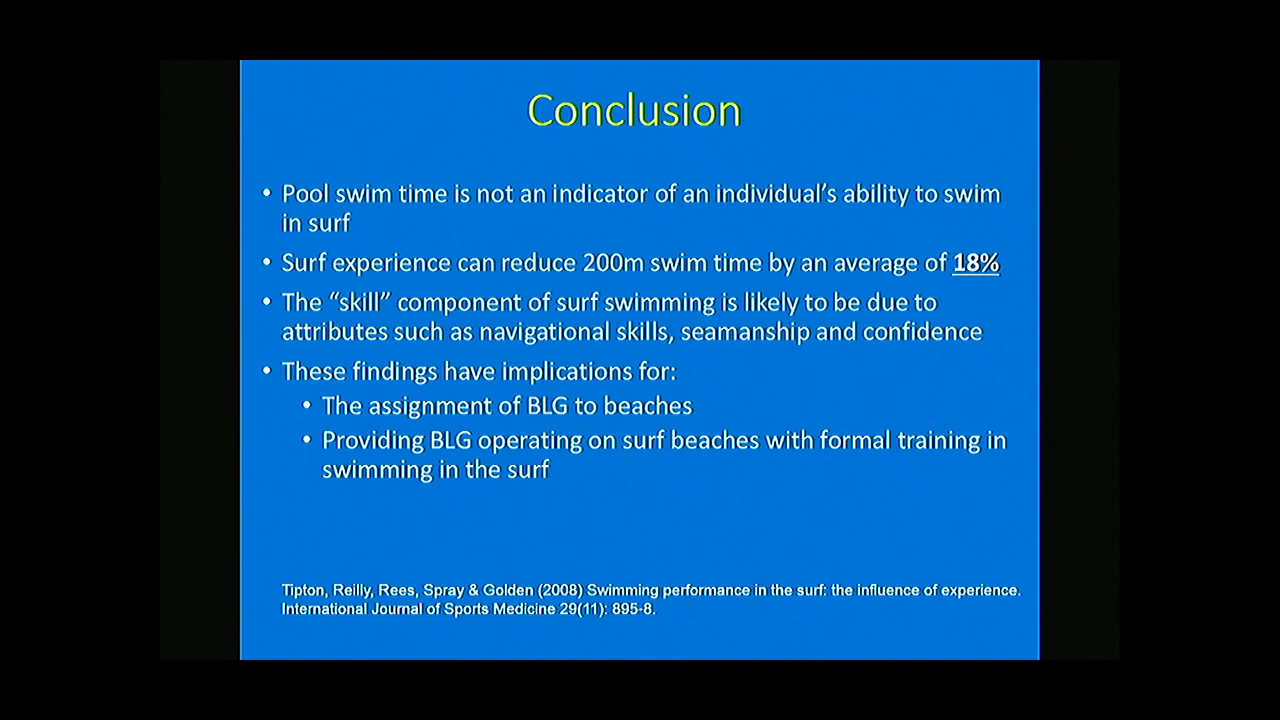 Conclusion
• Pool swim time is not an indicator of an individual’s ability to swim
in surf
• Surf experience can reduce 200m swim time by an average of 18%
• The “skill” component of surf swimming is likely to be due to
attributes such as navigational skills, seamanship and confidence
• These findings have implications for:
• The assignment of BLG to beaches
• Providing BLG operating on surf beaches with formal training in
swimming in the surf
Tipton, Reilly, Rees, Spray & Golden (2008) Swimming performance in the surf: the influence of experience.
International Journal of Sports Medicine 29(11): 895-8.